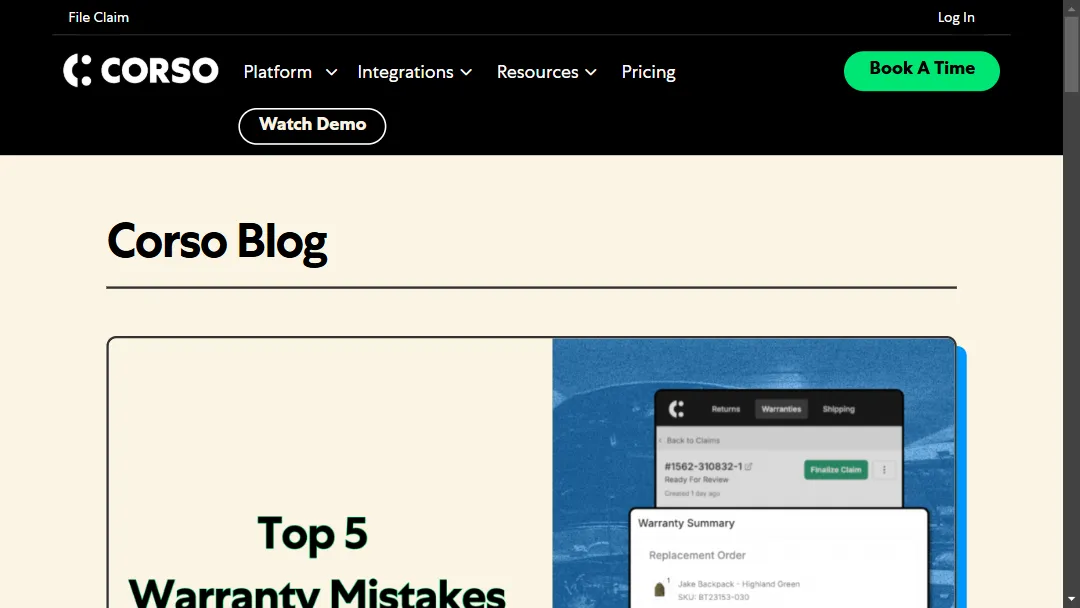 File Claim
Log In
CORSO
Platform
Integrations
Resources
Pricing
Book A Time
Watch Demo
Corso Blog
Top 5
Warranty Mistakes
Returns
Warranties
Shipping
Back to Claims
#1562-310832-1
Finalize Claim
Ready For Review
Created 1 day ago
Warranty Summary
Replacement Order
1
Jake Backpack - Highland Green
SKU: BT23153-030